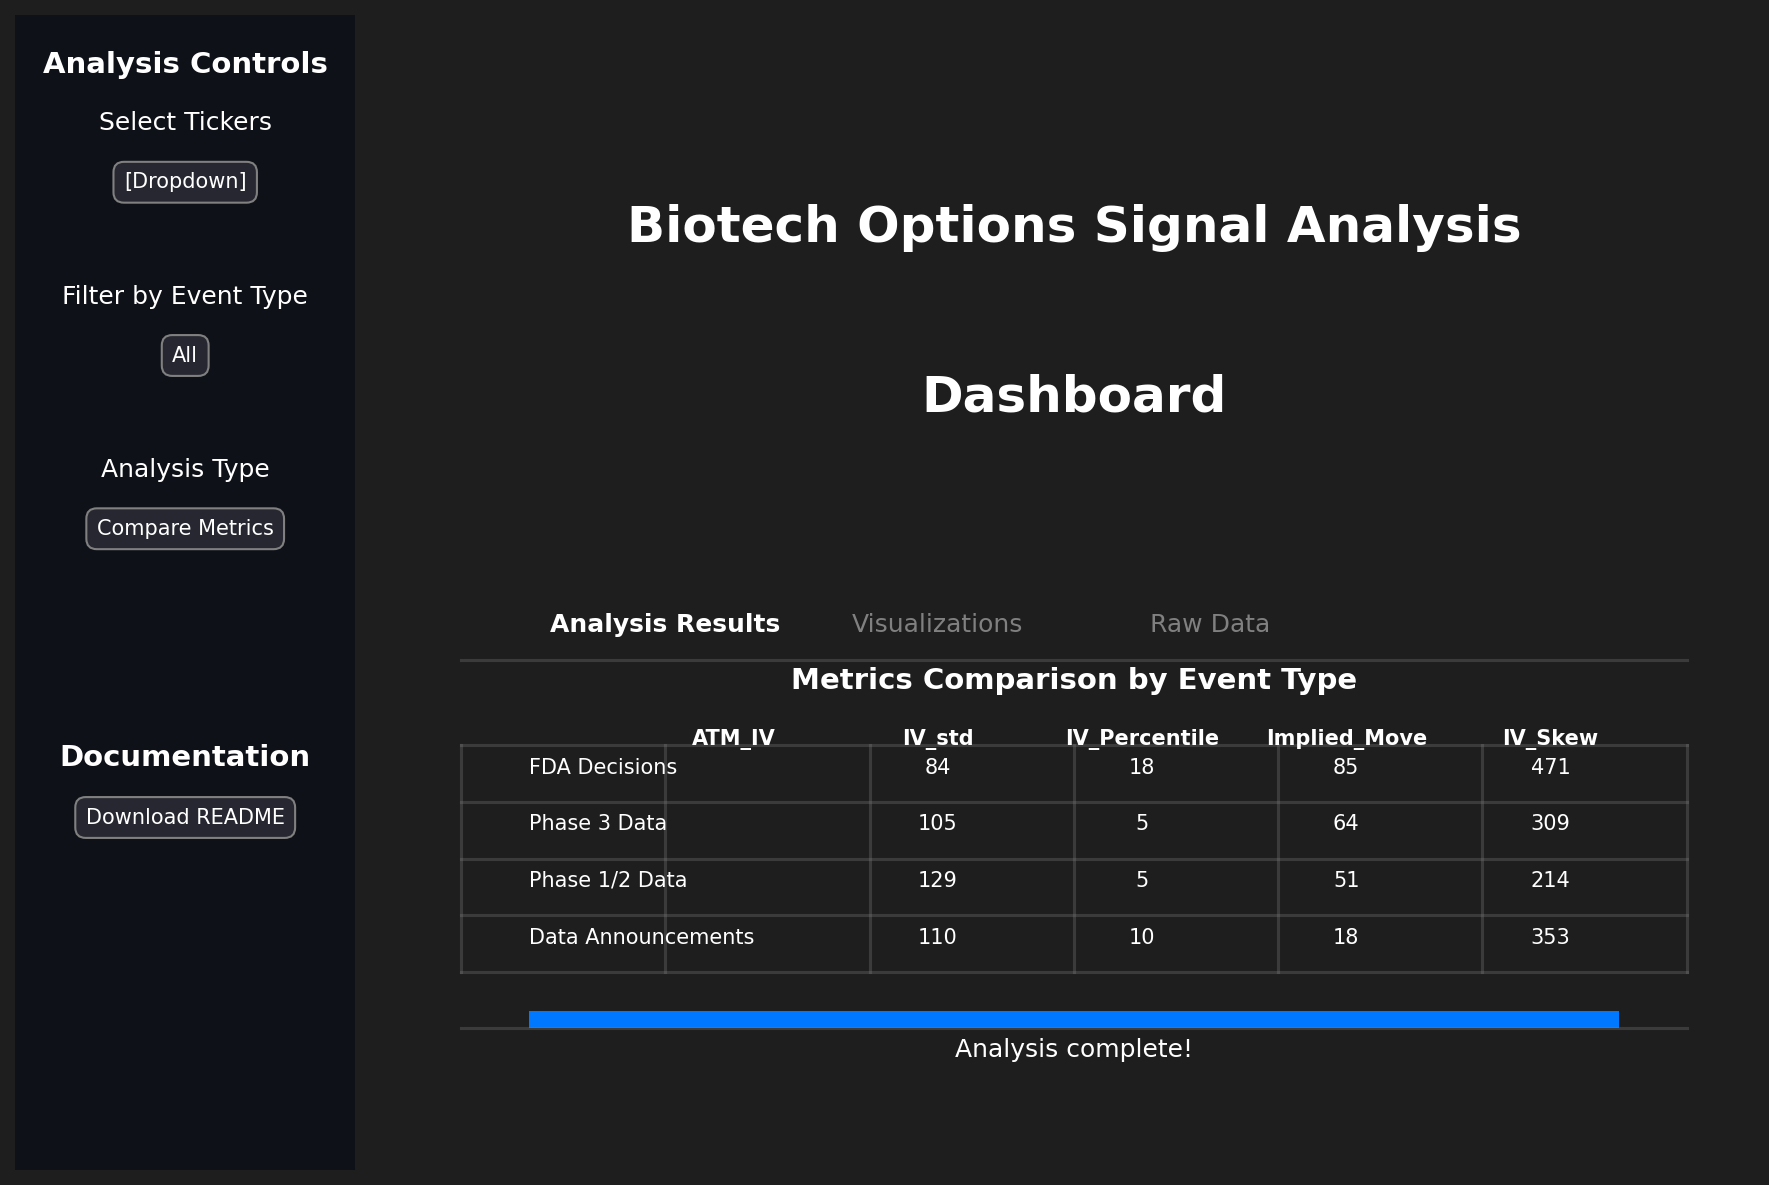 Analysis Controls
Select Tickers
[Dropdown]
Filter by Event Type
All
Analysis Type
Compare Metrics
Documentation
Download README
Biotech Options Signal Analysis
Dashboard
Analysis Results Visualizations Raw Data
Metrics Comparison by Event Type
ATM_IV IV_std IV_Percentile Implied_Move IV_Skew
FDA Decisions 84 18 85 471
Phase 3 Data 105 5 64 309
Phase 1/2 Data 129 5 51 214
Data Announcements 110 10 18 353
Analysis complete!